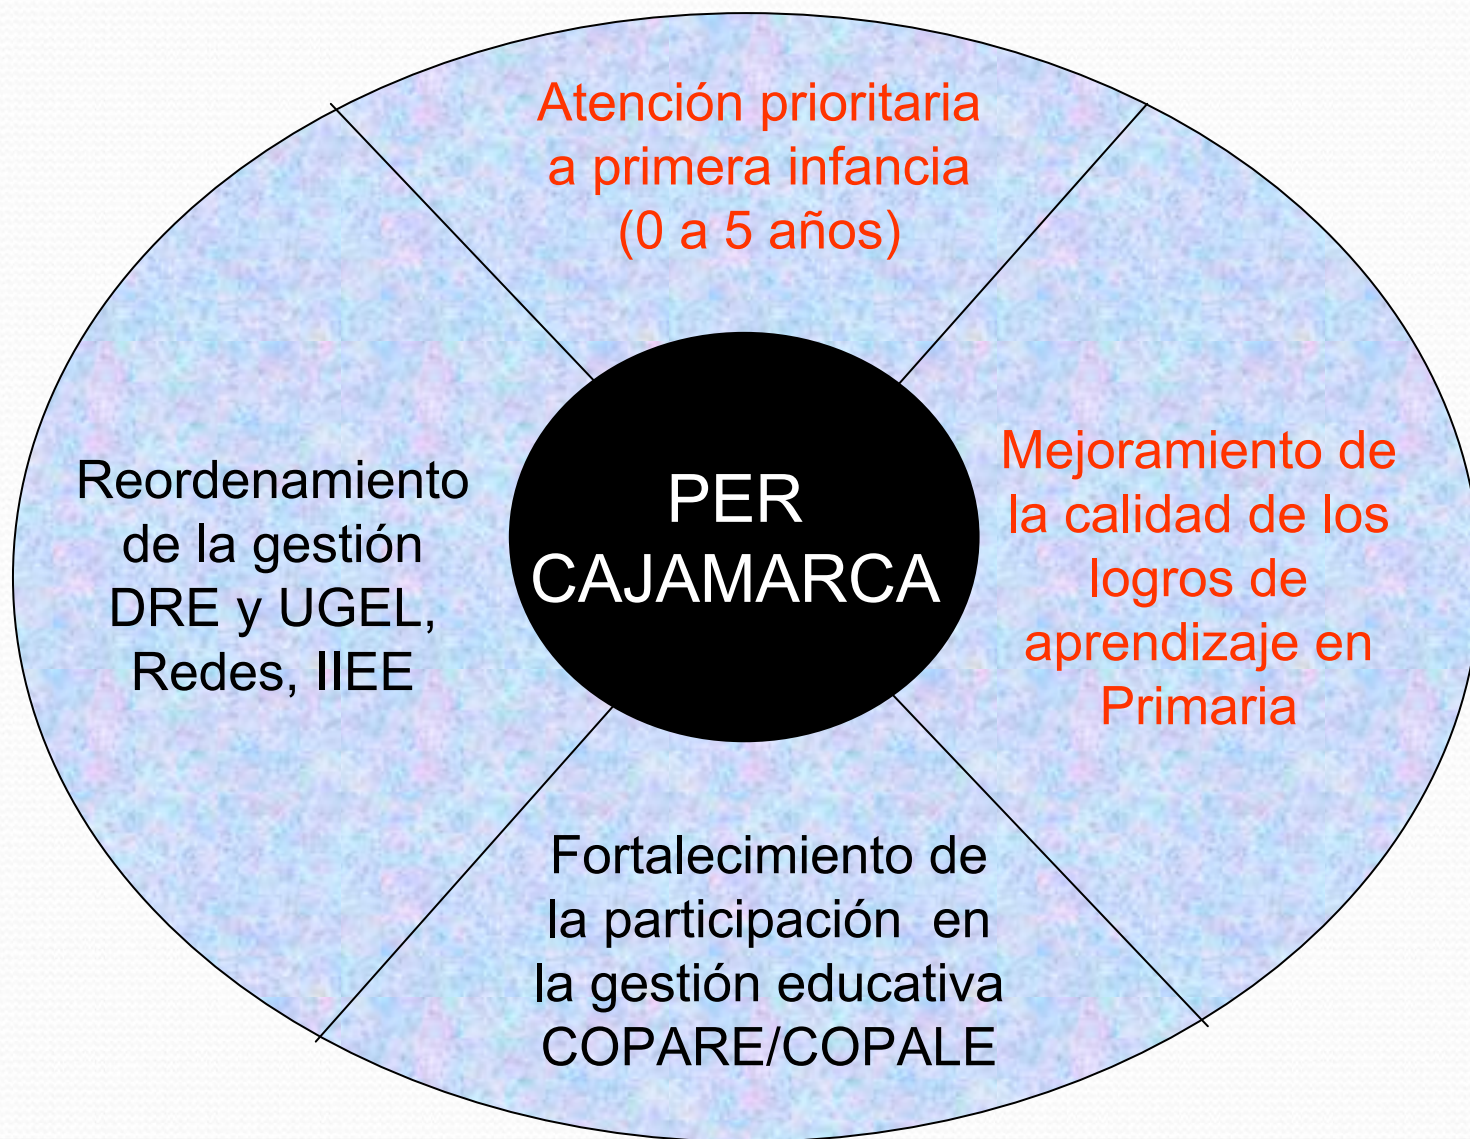 Atención prioritaria
a primera infancia
(0 a 5 años)
Reordenamiento
de la gestión
DRE y UGEL,
Redes, IIEE
PER
CAJAMARCA
Mejoramiento de
la calidad de los
logros de
aprendizaje en
Primaria
Fortalecimiento de
la participación en
la gestión educativa
COPARE/COPALE